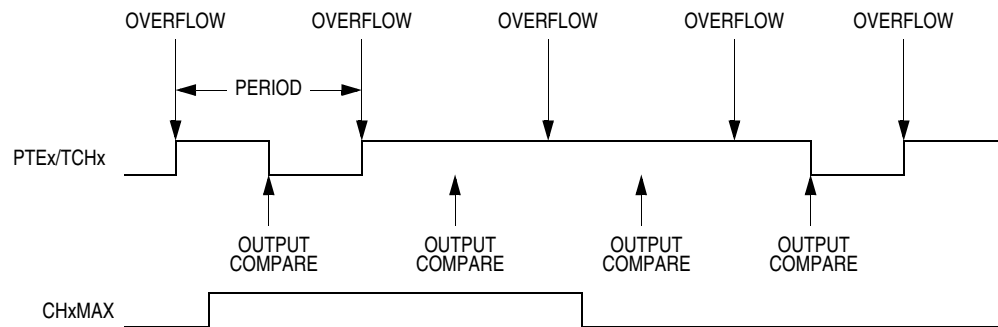 OVERFLOW OVERFLOW OVERFLOW OVERFLOW OVERFLOW
PERIOD
PTEx/TCHx
OUTPUT COMPARE
OUTPUT COMPARE
OUTPUT COMPARE
OUTPUT COMPARE
CHxMAX